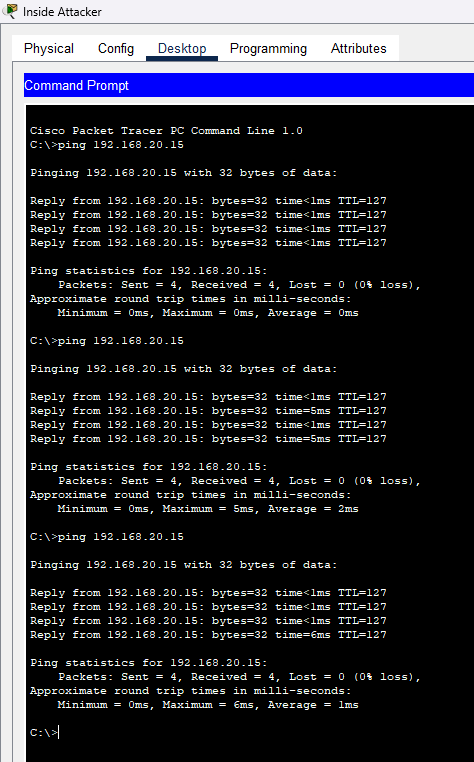 Inside Attacker
Physical Config Desktop Programming Attributes
Command Prompt
Cisco Packet Tracer PC Command Line 1.0
C:\>ping 192.168.20.15
Pinging 192.168.20.15 with 32 bytes of data:
Reply from 192.168.20.15: bytes=32 time<1ms TTL=127
Reply from 192.168.20.15: bytes=32 time<1ms TTL=127
Reply from 192.168.20.15: bytes=32 time<1ms TTL=127
Reply from 192.168.20.15: bytes=32 time<1ms TTL=127
Ping statistics for 192.168.20.15:
Packets: Sent = 4, Received = 4, Lost = 0 (0% loss),
Approximate round trip times in milli-seconds:
Minimum = 0ms, Maximum = 0ms, Average = 0ms
C:\>ping 192.168.20.15
Pinging 192.168.20.15 with 32 bytes of data:
Reply from 192.168.20.15: bytes=32 time<1ms TTL=127
Reply from 192.168.20.15: bytes=32 time=5ms TTL=127
Reply from 192.168.20.15: bytes=32 time<1ms TTL=127
Reply from 192.168.20.15: bytes=32 time=5ms TTL=127
Ping statistics for 192.168.20.15:
Packets: Sent = 4, Received = 4, Lost = 0 (0% loss),
Approximate round trip times in milli-seconds:
Minimum = 0ms, Maximum = 5ms, Average = 2ms
C:\>ping 192.168.20.15
Pinging 192.168.20.15 with 32 bytes of data:
Reply from 192.168.20.15: bytes=32 time<1ms TTL=127
Reply from 192.168.20.15: bytes=32 time<1ms TTL=127
Reply from 192.168.20.15: bytes=32 time<1ms TTL=127
Reply from 192.168.20.15: bytes=32 time=6ms TTL=127
Ping statistics for 192.168.20.15:
Packets: Sent = 4, Received = 4, Lost = 0 (0% loss),
Approximate round trip times in milli-seconds:
Minimum = 0ms, Maximum = 6ms, Average = 1ms
C:\>